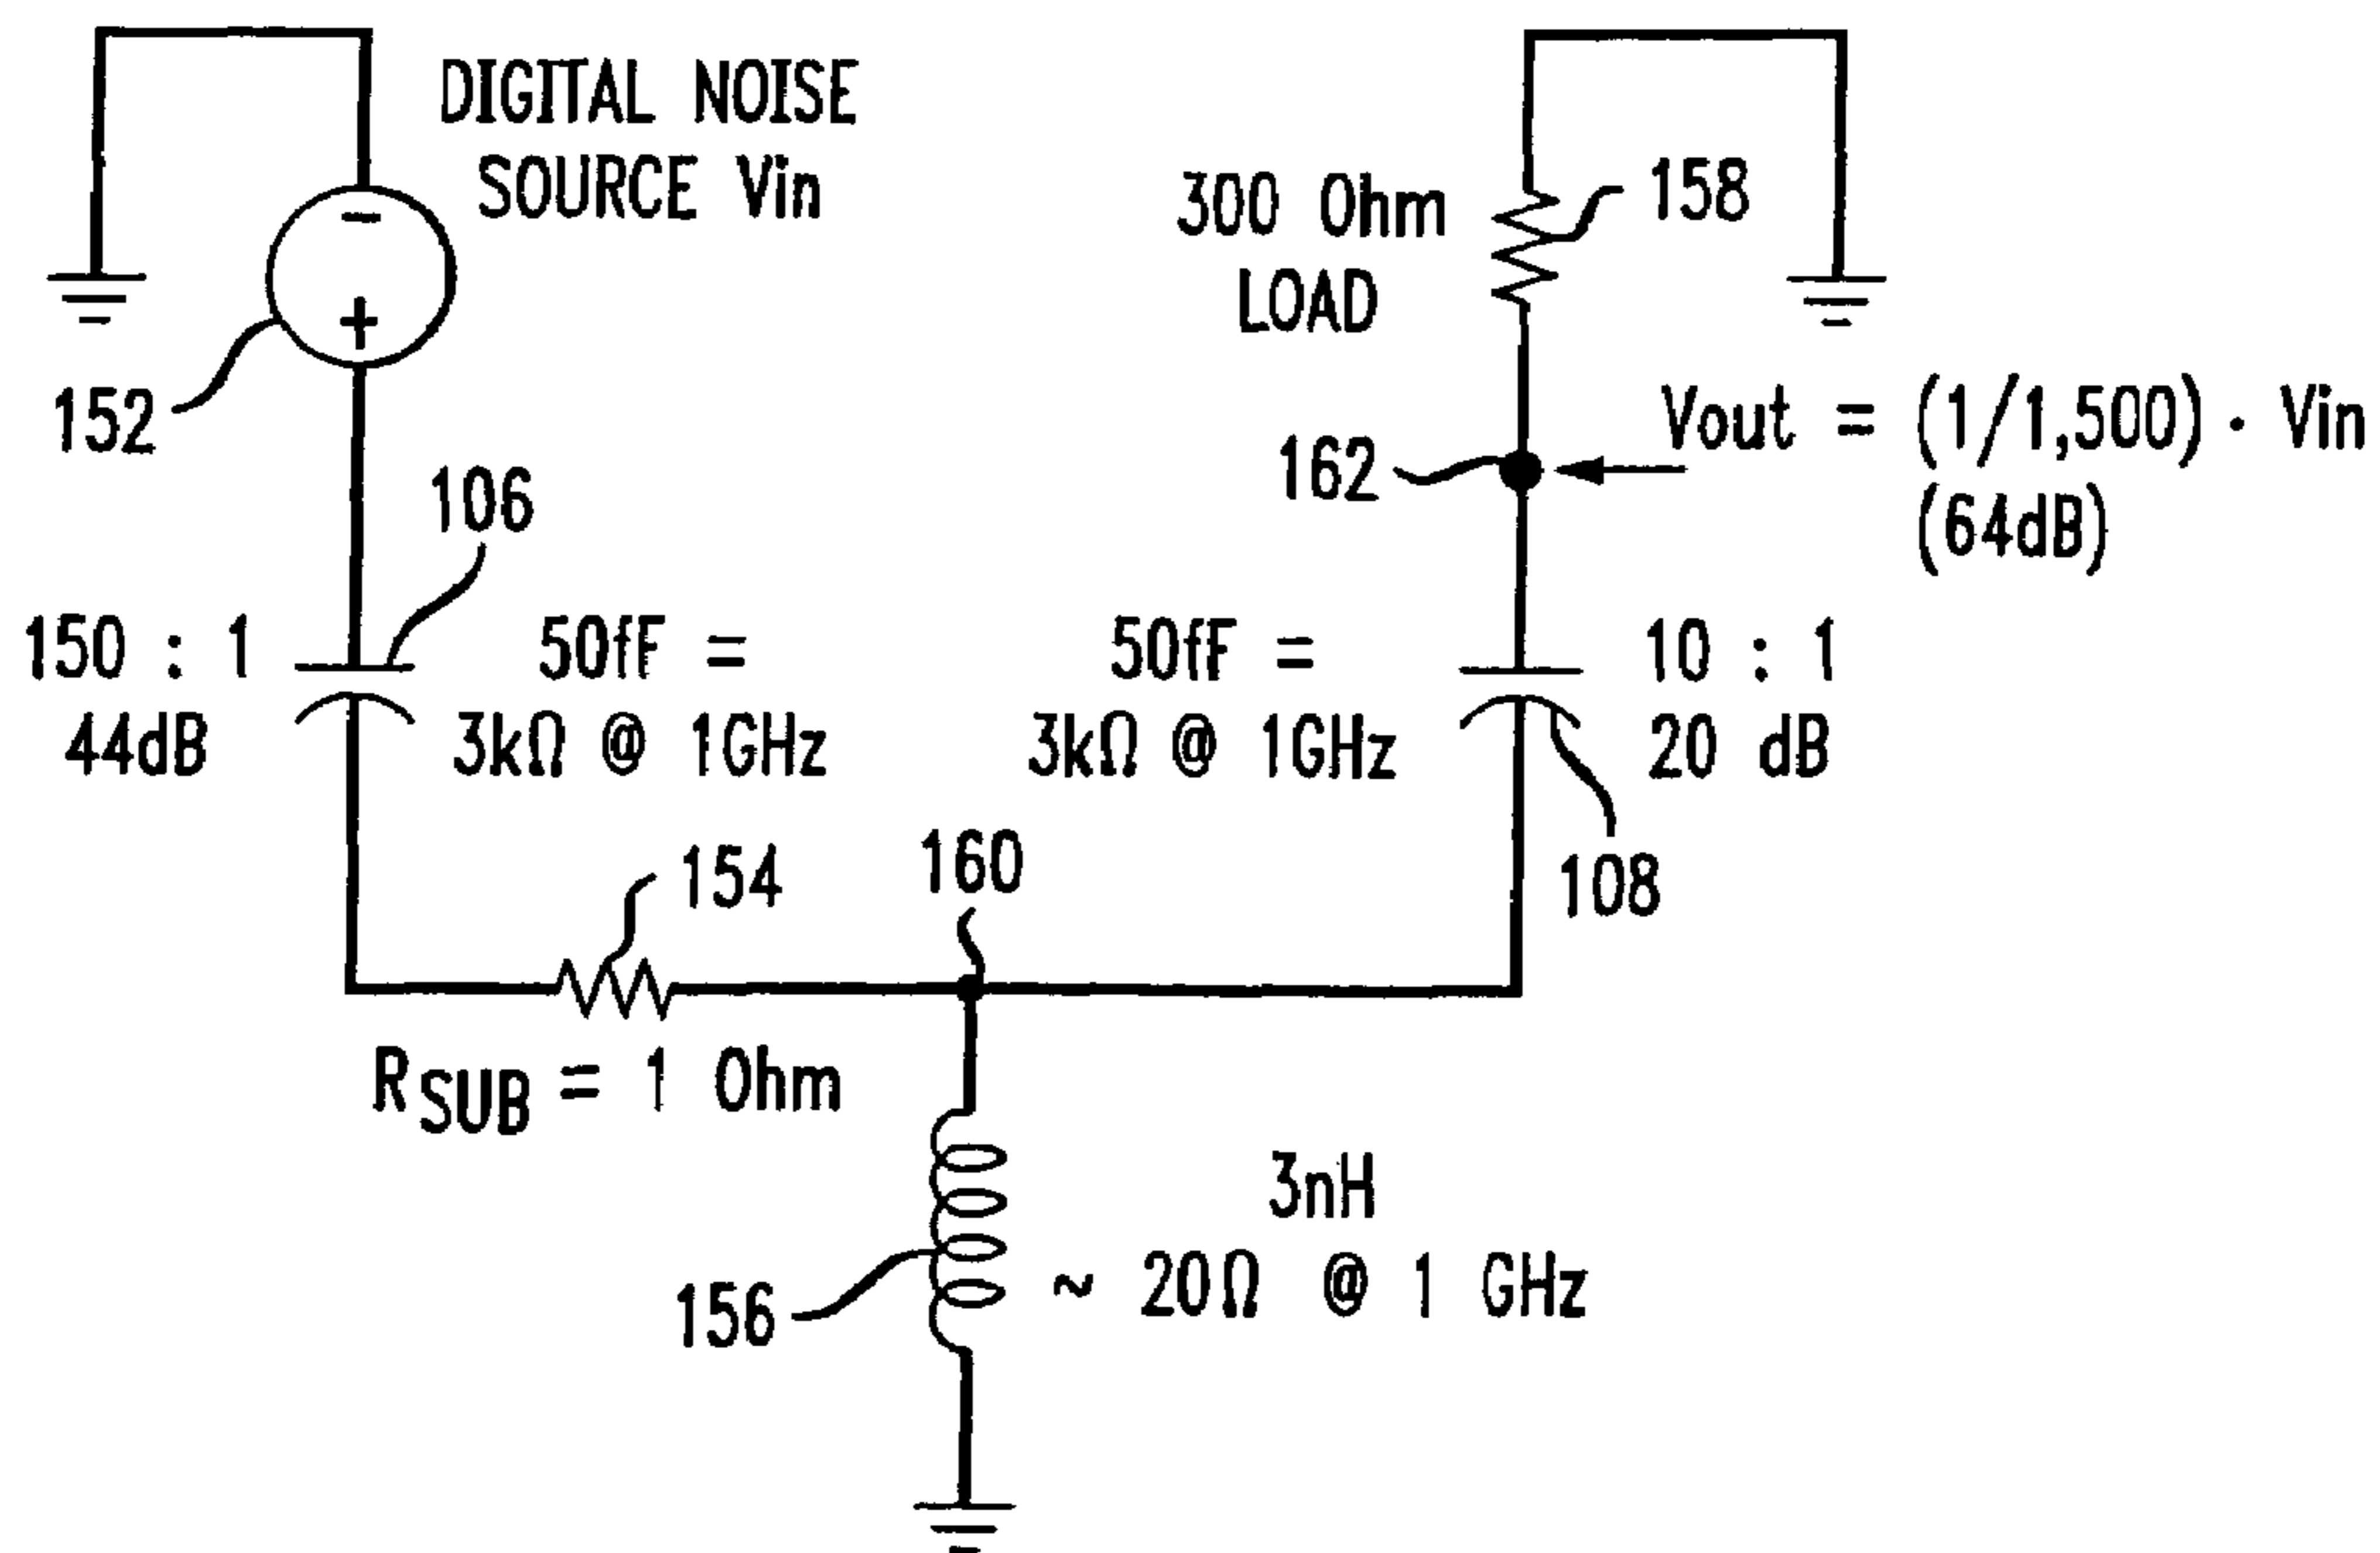 DIGITAL NOISE
SOURCE Vin
152
106
150 : 1
44dB
50fF =
3kΩ @ 1GHz
300 Ohm
LOAD
158
162
Vout = (1/1,500) · Vin
(64dB)
50fF =
3kΩ @ 1GHz
10 : 1
20 dB
108
154
160
RSUB = 1 Ohm
156
3nH
~ 20Ω @ 1 GHz